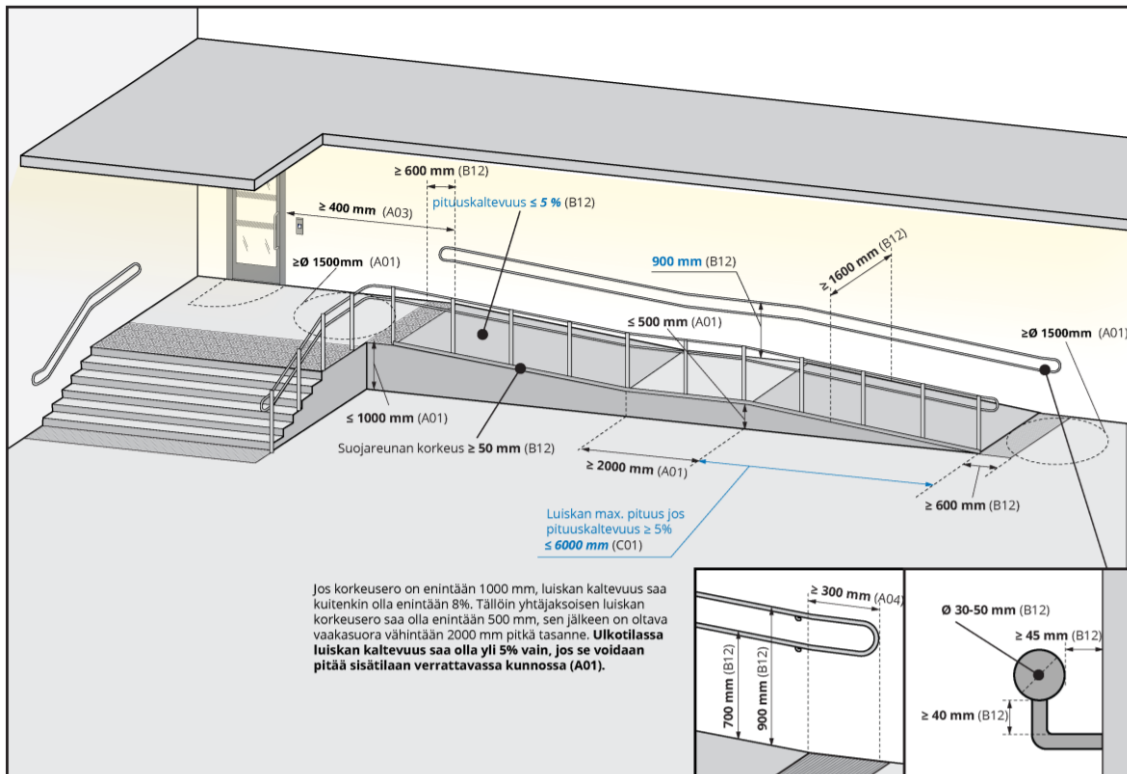 ≥ 600 mm (B12)
pituuskaltevuus ≤ 5 % (B12)
≥ 400 mm (A03)
≥Ø 1500mm (A01)
900 mm (B12)
≥ 1600 mm (B12)
≤ 500 mm (A01)
≥Ø 1500mm (A01)
≤ 1000 mm (A01)
Suojareunan korkeus ≥ 50 mm (B12)
≥ 2000 mm (A01)
≥ 600 mm (B12)
Luiskan max. pituus jos
pituuskaltevuus ≥ 5%
≤ 6000 mm (C01)
Jos korkeusero on enintään 1000 mm, luiskan kaltevuus saa
kuitenkin olla enintään 8%. Tällöin yhtäjaksoisen luiskan
korkeusero saa olla enintään 500 mm, sen jälkeen on oltava
vaakasuora vähintään 2000 mm pitkä tasanne. Ulkotilassa
luiskan kaltevuus saa olla yli 5% vain, jos se voidaan
pitää sisätilaan verrattavassa kunnossa (A01).
≥ 300 mm (A04)
700 mm (B12)
900 mm (B12)
Ø 30-50 mm (B12)
≥ 45 mm (B12)
≥ 40 mm (B12)